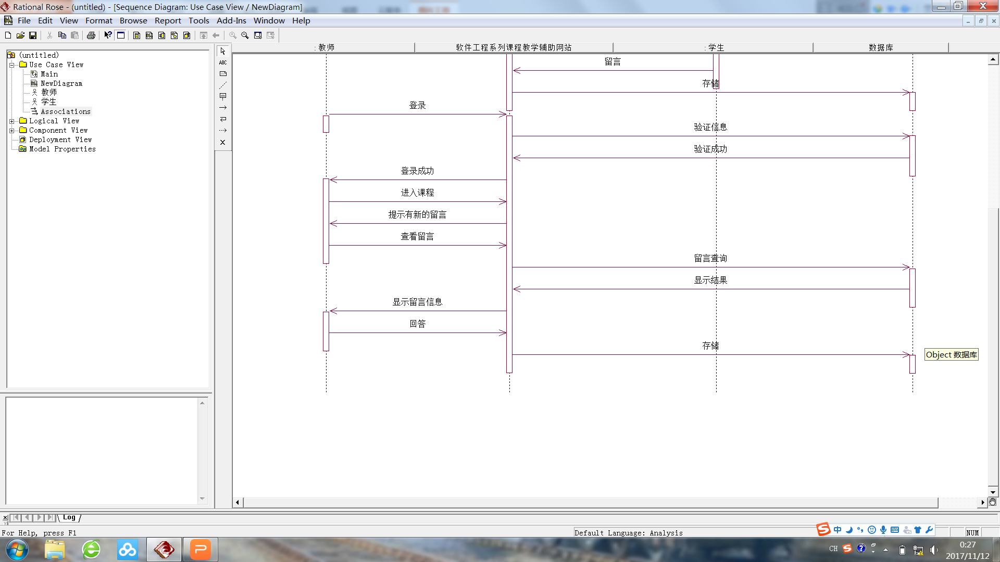 Rational Rose - (untitled) - [Sequence Diagram: Use Case View / NewDiagram]
File Edit View Format Browse Report Tools Add-Ins Window Help
(untitled)
Use Case View
Main
NewDiagram
教师
学生
Associations
Logical View
Component View
Deployment View
Model Properties
ABC
: 教师
软件工程系列课程教学辅助网站
: 学生
数据库
留言
存储
登录
验证信息
验证成功
登录成功
进入课程
提示有新的留言
查看留言
留言查询
显示结果
显示留言信息
回答
存储
Object 数据库
Log
For Help, press F1
Default Language: Analysis
NUM
中
CH
0:27
2017/11/12